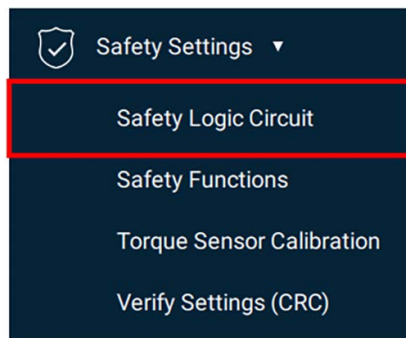 Safety Settings ▼
Safety Logic Circuit
Safety Functions
Torque Sensor Calibration
Verify Settings (CRC)